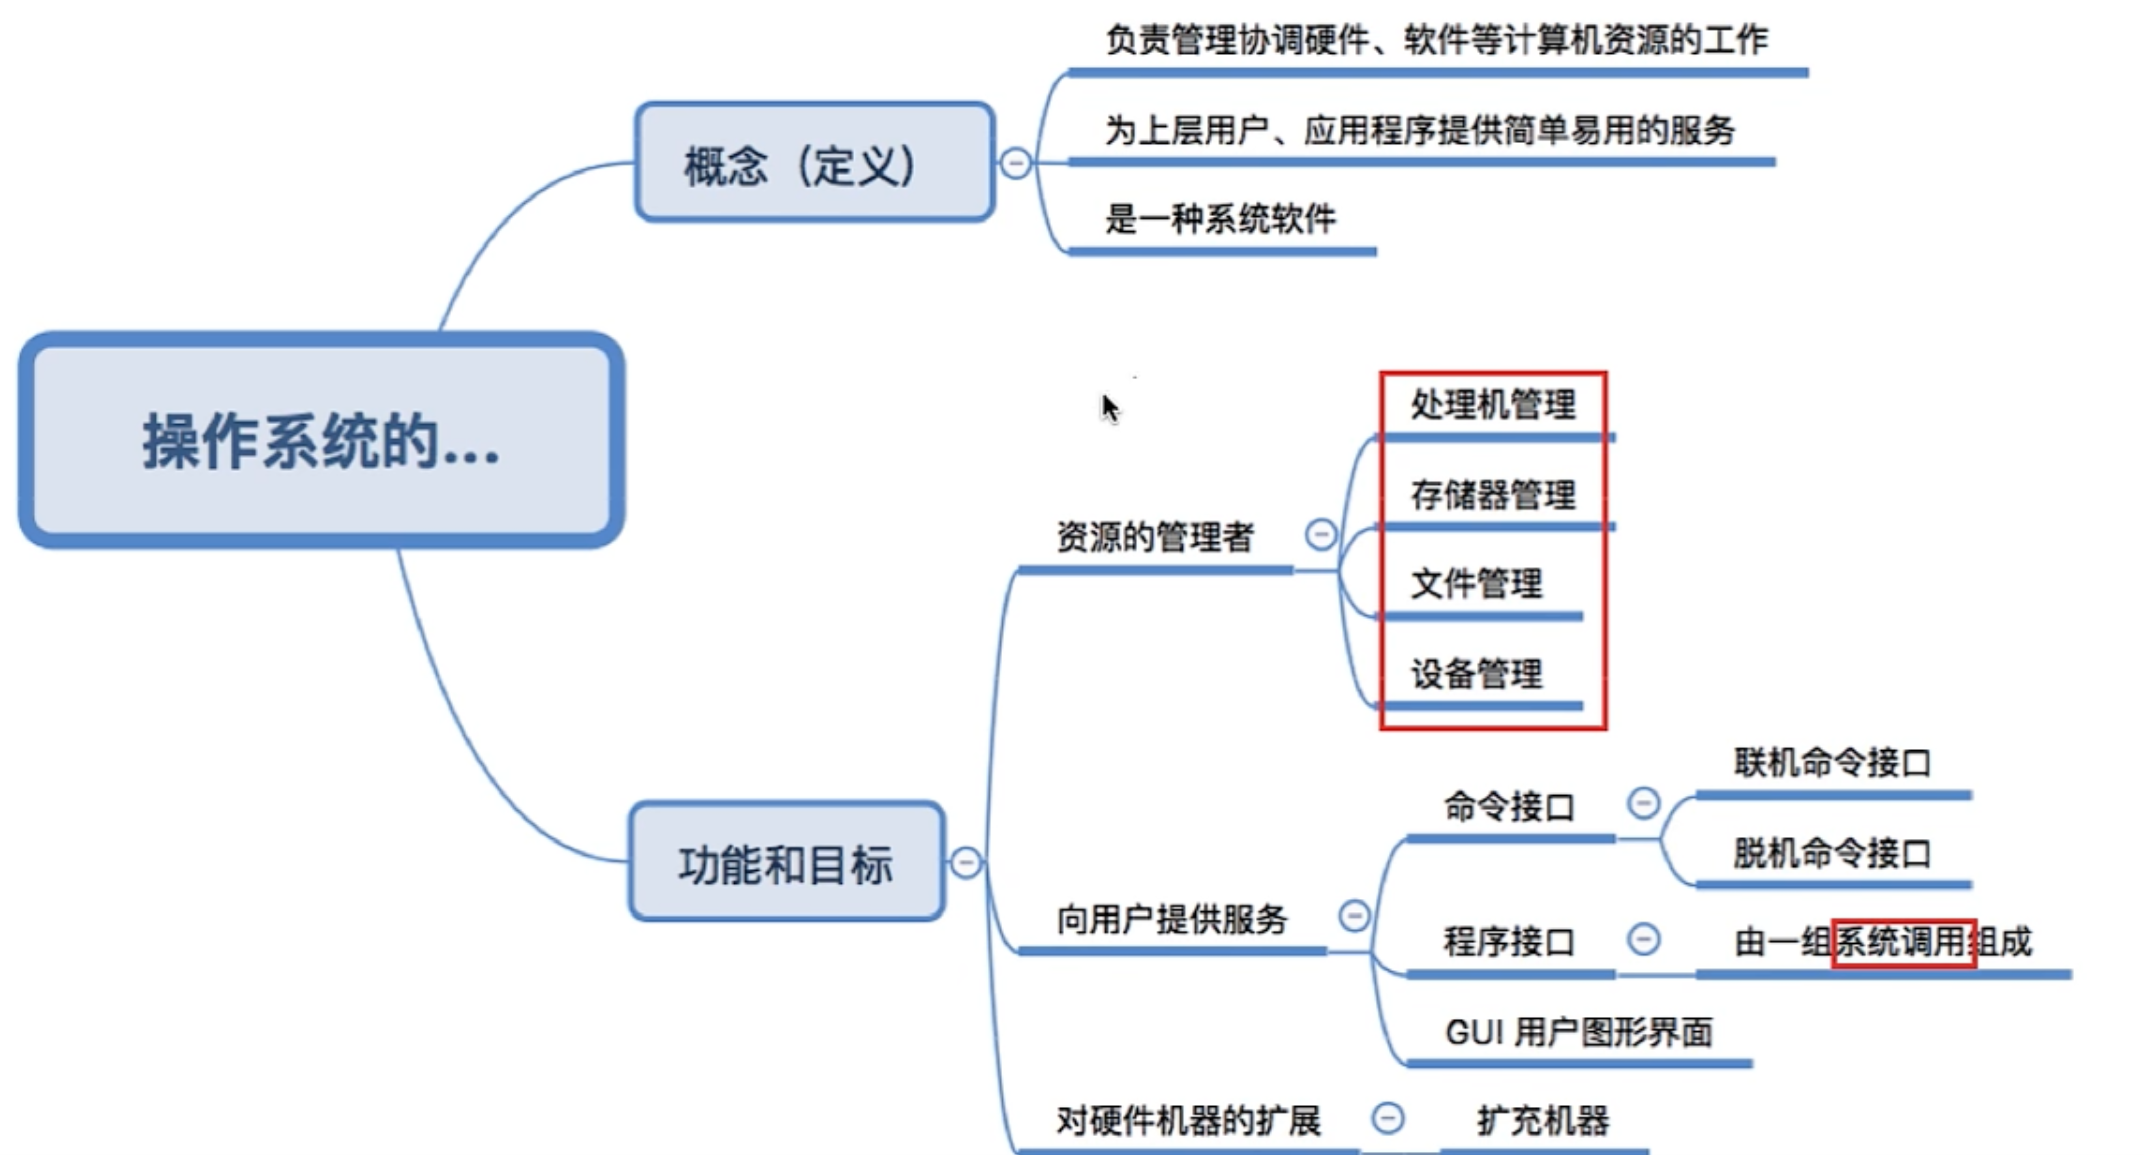 负责管理协调硬件、软件等计算机资源的工作
为上层用户、应用程序提供简单易用的服务
概念（定义）
是一种系统软件
操作系统的...
处理机管理
存储器管理
资源的管理者
文件管理
设备管理
联机命令接口
命令接口
脱机命令接口
功能和目标
向用户提供服务
程序接口
由一组系统调用组成
GUI 用户图形界面
对硬件机器的扩展
扩充机器